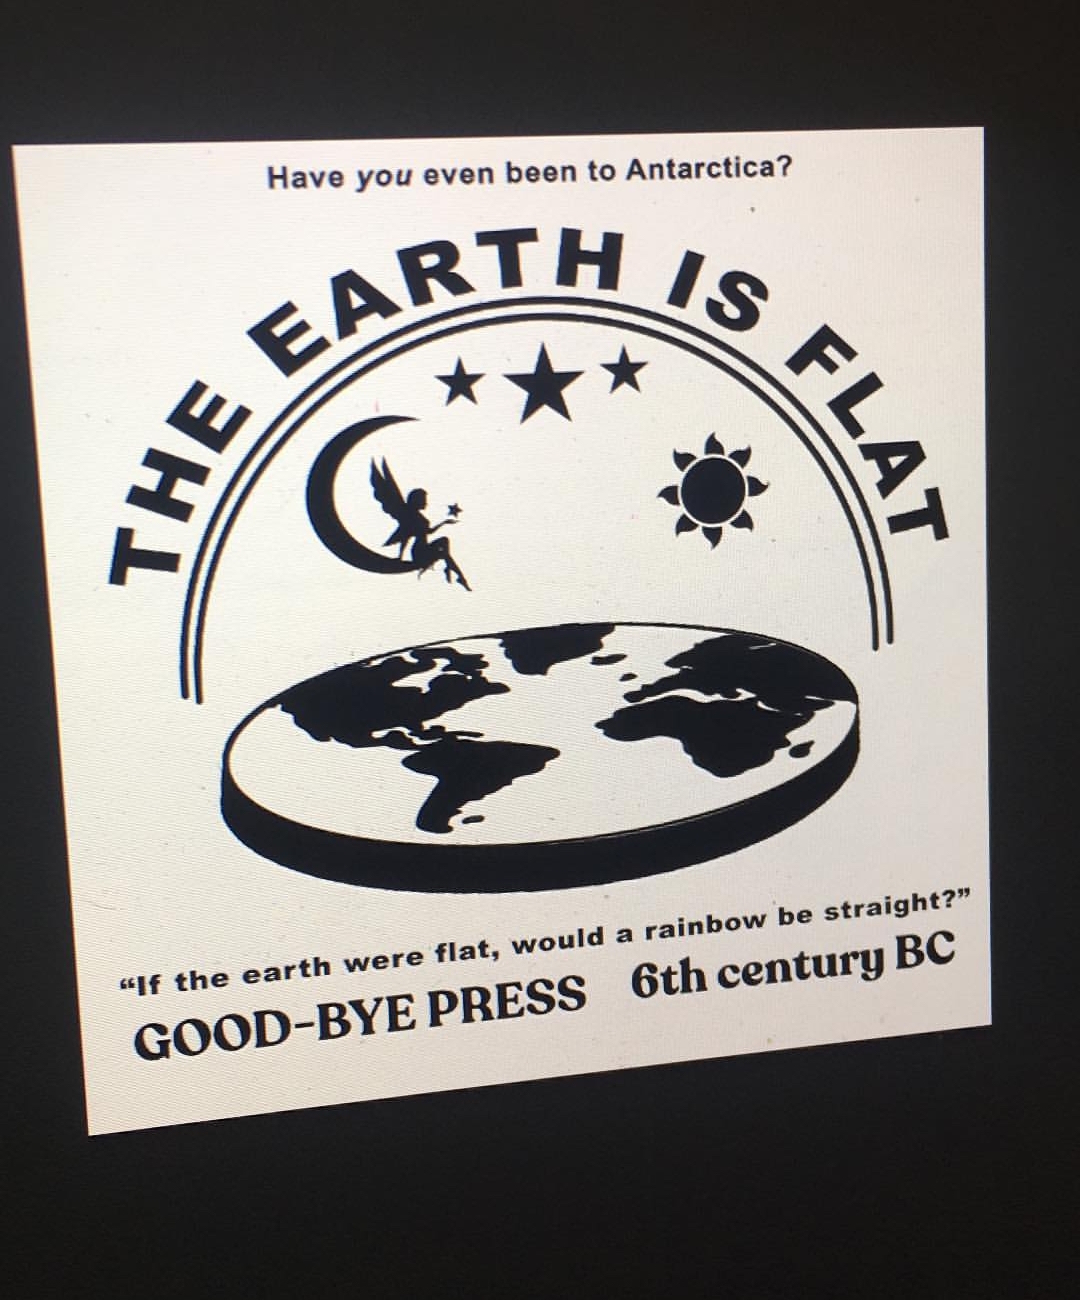 Have you even been to Antarctica?
THE EARTH IS FLAT
“If the earth were flat, would a rainbow be straight?”
GOOD-BYE PRESS 6th century BC